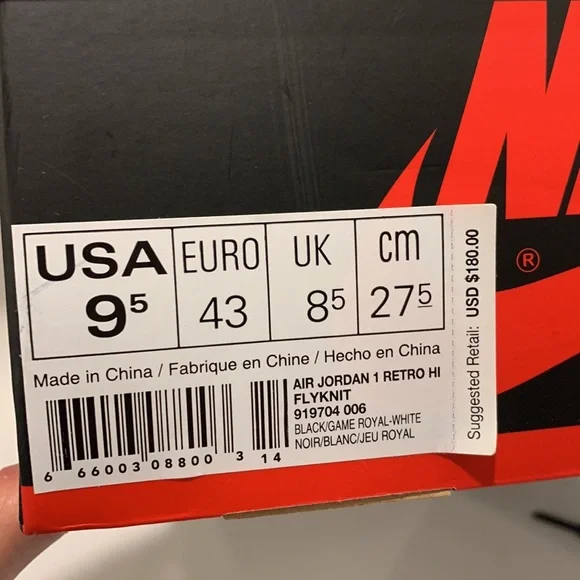 USA EURO UK cm
9⁵ 43 8⁵ 27⁵
Made in China / Fabrique en Chine / Hecho en China
AIR JORDAN 1 RETRO HI
FLYKNIT
919704 006
BLACK/GAME ROYAL-WHITE
NOIR/BLANC/JEU ROYAL
6 66003 08800 3 14
Suggested Retail: USD $180.00
®